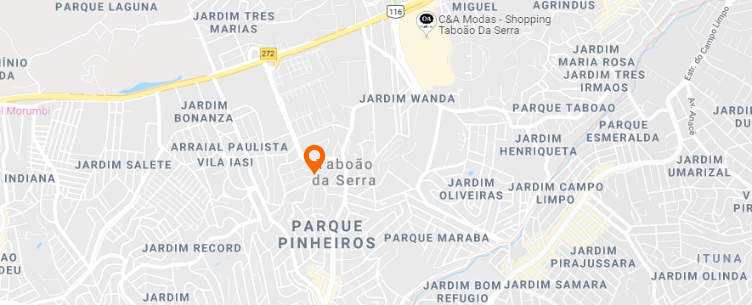 PARQUE LAGUNA
JARDIM TRES
MARIAS
116
MIGUEL
AGRINDUS
C&A Modas - Shopping
Taboão Da Serra
272
JARDIM
MARIA ROSA
JARDIM TRES
IRMAOS
Estr. do Campo Limpo
ÍNIO
DA
JARDIM
BONANZA
JARDIM WANDA
PARQUE TABOAO
Av. Anacê
el Morumbi
PARQUE
ESMERALDA
ARRAIAL PAULISTA
VILA IASI
JARDIM
HENRIQUETA
JARDIM SALETE
Taboão
da Serra
JARDIM
UMARIZAL
INDIANA
JARDIM
OLIVEIRAS
JARDIM CAMPO
LIMPO
PARQUE
PINHEIROS
PARQUE MARABA
JARDIM RECORD
JARDIM
PIRAJUSSARA
ITUNA
AO
DEU
JARDIM OLINDA
JARDIM BOM
REFUGIO
JARDIM SAMARA
JARDIM